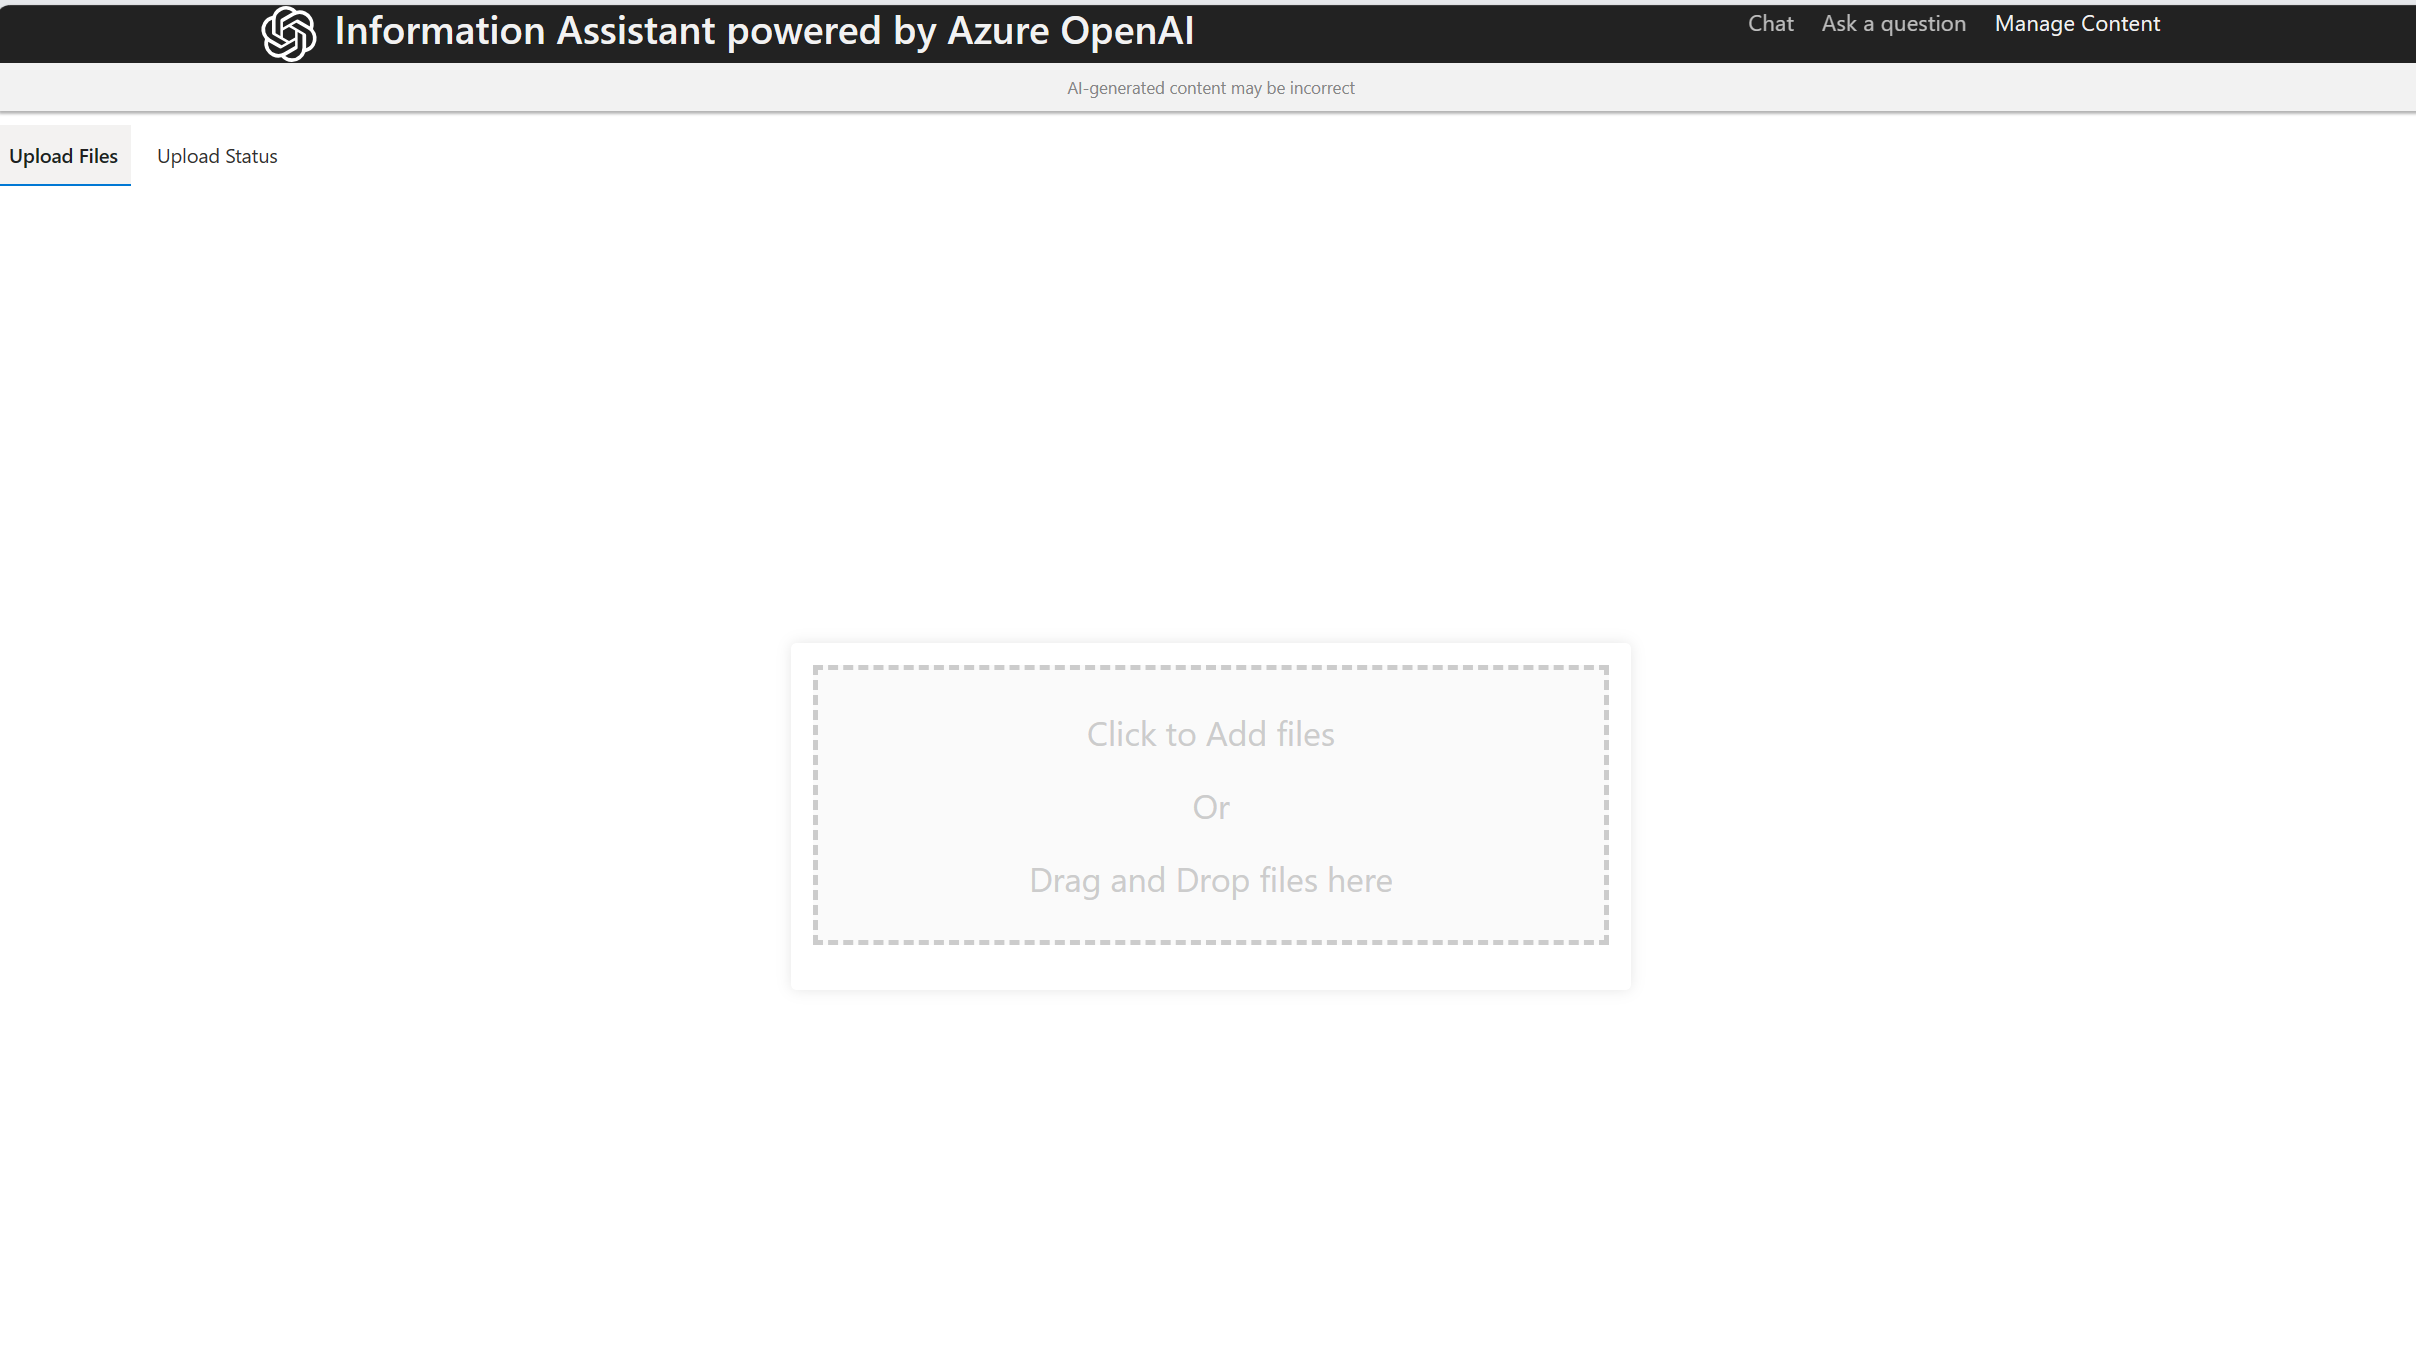 Information Assistant powered by Azure OpenAI
Chat Ask a question Manage Content
AI-generated content may be incorrect
Upload Files Upload Status
Click to Add files
Or
Drag and Drop files here